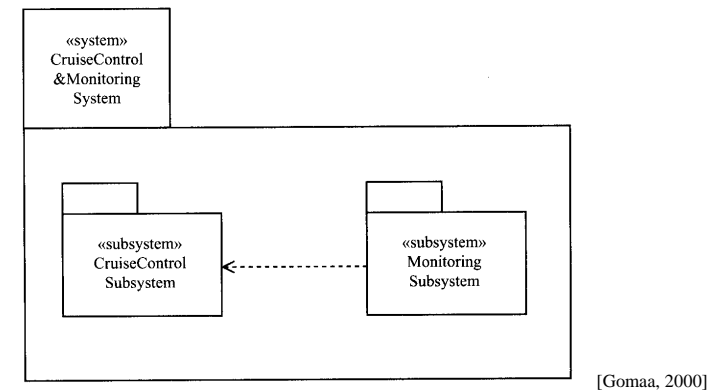 «system»
CruiseControl
&Monitoring
System
«subsystem»
CruiseControl
Subsystem
«subsystem»
Monitoring
Subsystem
[Gomaa, 2000]